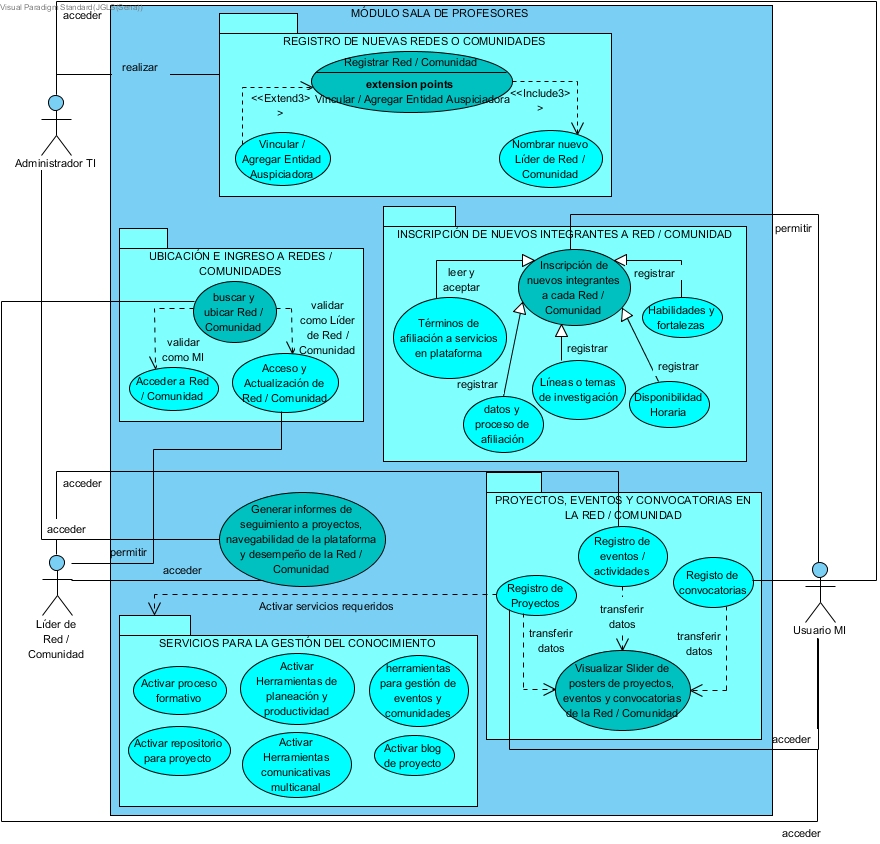 Visual Paradigm Standard(JGL
MÓDULO SALA DE PROFESORES
acceder
REGISTRO DE NUEVAS REDES O COMUNIDADES
realizar
Registrar Red / Comunidad
extension points
Vincular / Agregar Entidad Auspiciadora
<<Extend3>
>
<<Include3>
>
Vincular /
Agregar Entidad
Auspiciadora
Nombrar nuevo
Líder de Red /
Comunidad
Administrador TI
permitir
INSCRIPCIÓN DE NUEVOS INTEGRANTES A RED / COMUNIDAD
Inscripción de
nuevos integrantes
a cada Red /
Comunidad
leer y
aceptar
registrar
Términos de
afiliación a servicios
en plataforma
Habilidades y
fortalezas
registrar
registrar
registrar
datos y
proceso de
afiliación
Líneas o temas
de investigación
Disponibilidad
Horaria
UBICACIÓN E INGRESO A REDES /
COMUNIDADES
buscar y
ubicar Red /
Comunidad
validar
como Líder
de Red /
Comunidad
validar
como MI
Acceder a Red
/ Comunidad
Acceso y
Actualización de
Red / Comunidad
acceder
acceder
permitir
acceder
Líder de
Red /
Comunidad
Generar informes de
seguimiento a proyectos,
navegabilidad de la plataforma
y desempeño de la Red /
Comunidad
PROYECTOS, EVENTOS Y CONVOCATORIAS EN
LA RED / COMUNIDAD
Registro de
eventos /
actividades
Registro de
Proyectos
Registo de
convocatorias
transferir
datos
transferir
datos
transferir
datos
Visualizar Slider de
posters de proyectos,
eventos y convocatorias
de la Red / Comunidad
Usuario MI
Activar servicios requeridos
SERVICIOS PARA LA GESTIÓN DEL CONOCIMIENTO
Activar proceso
formativo
Activar
Herramientas de
planeación y
productividad
herramientas
para gestión de
eventos y
comunidades
Activar repositorio
para proyecto
Activar
Herramientas
comunicativas
multicanal
Activar blog
de proyecto
acceder
acceder